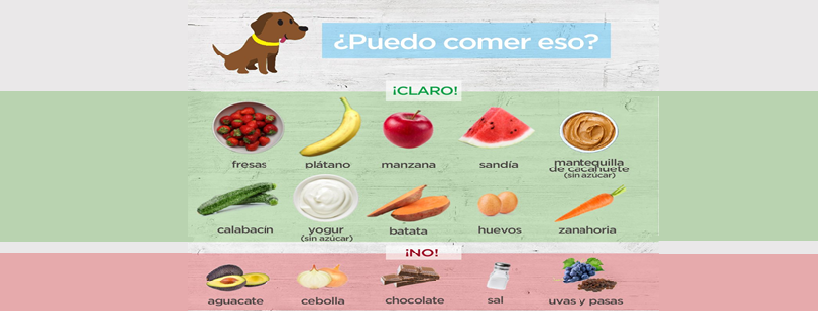 ¿Puedo comer eso?
¡CLARO!
fresas
plátano
manzana
sandía
mantequilla
de cacahuete
(sin azúcar)
calabacín
yogur
(sin azúcar)
batata
huevos
zanahoria
¡NO!
aguacate
cebolla
chocolate
sal
uvas y pasas